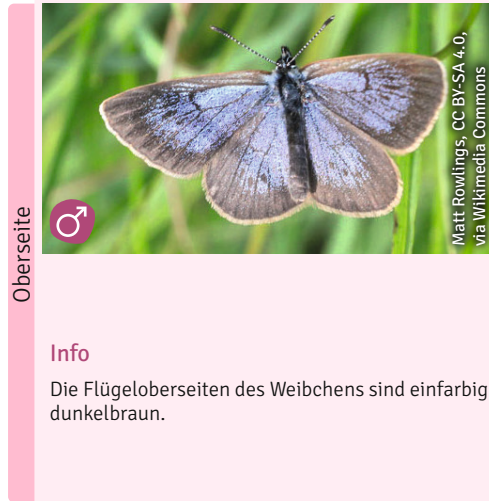 Oberseite
Matt Rowlings, CC BY-SA 4.0,
via Wikimedia Commons
Info
Die Flügeloberseiten des Weibchens sind einfarbig
dunkelbraun.